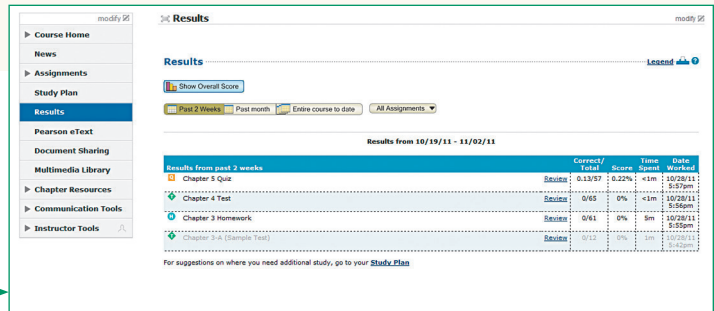 modify
Course Home
News
Assignments
Study Plan
Results
Pearson eText
Document Sharing
Multimedia Library
Chapter Resources
Communication Tools
Instructor Tools
Results
modify
Results
Legend
Show Overall Score
Past 2 Weeks Past month Entire course to date All Assignments
Results from 10/19/11 - 11/02/11
Results from past 2 weeks Correct/ Total Score Time Spent Date Worked
Q Chapter 5 Quiz Review 0.13/57 0.22% <1m 10/28/11 5:57pm
T Chapter 4 Test Review 0/65 0% <1m 10/28/11 5:56pm
H Chapter 3 Homework Review 0/61 0% 5m 10/28/11 5:55pm
T Chapter 3-A (Sample Test) Review 0/12 0% 1m 10/28/11 5:42pm
For suggestions on where you need additional study, go to your Study Plan